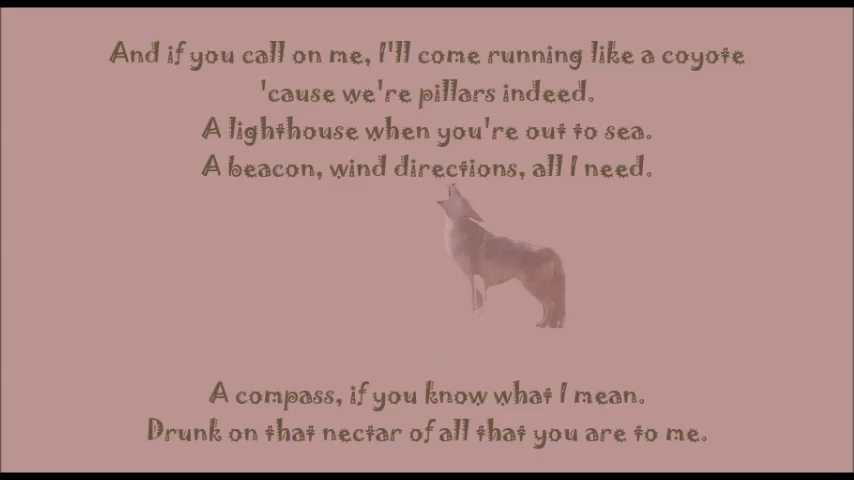 And if you call on me, I'll come running like a coyote
'cause we're pillars indeed.
A lighthouse when you're out to sea.
A beacon, wind directions, all I need.
A compass, if you know what I mean.
Drunk on that nectar of all that you are to me.